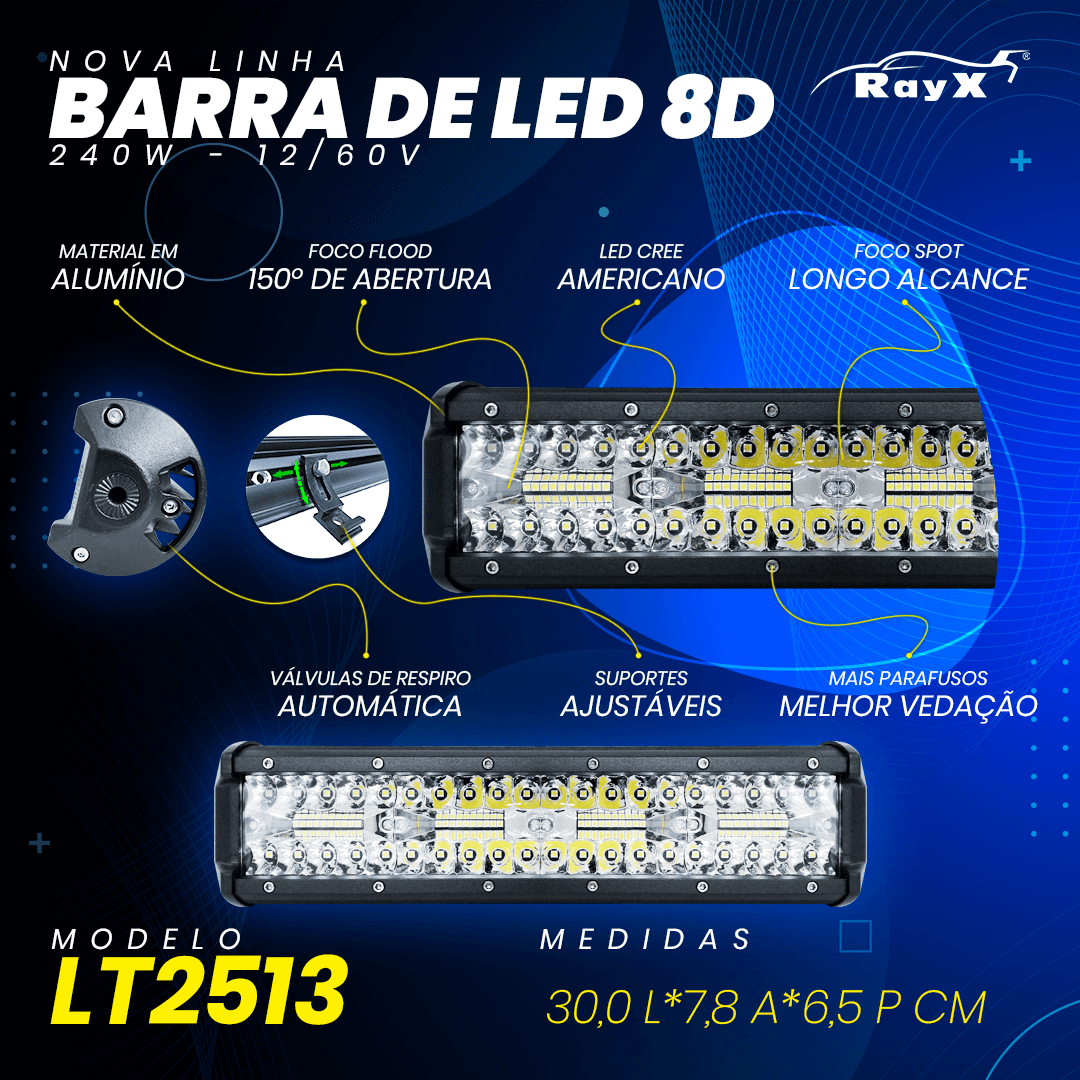 NOVA LINHA
BARRA DE LED 8D
240W - 12/60V
RayX®
MATERIAL EM
ALUMÍNIO
FOCO FLOOD
150º DE ABERTURA
LED CREE
AMERICANO
FOCO SPOT
LONGO ALCANCE
VÁLVULAS DE RESPIRO
AUTOMÁTICA
SUPORTES
AJUSTÁVEIS
MAIS PARAFUSOS
MELHOR VEDAÇÃO
MODELO
LT2513
MEDIDAS
30,0 L*7,8 A*6,5 P CM